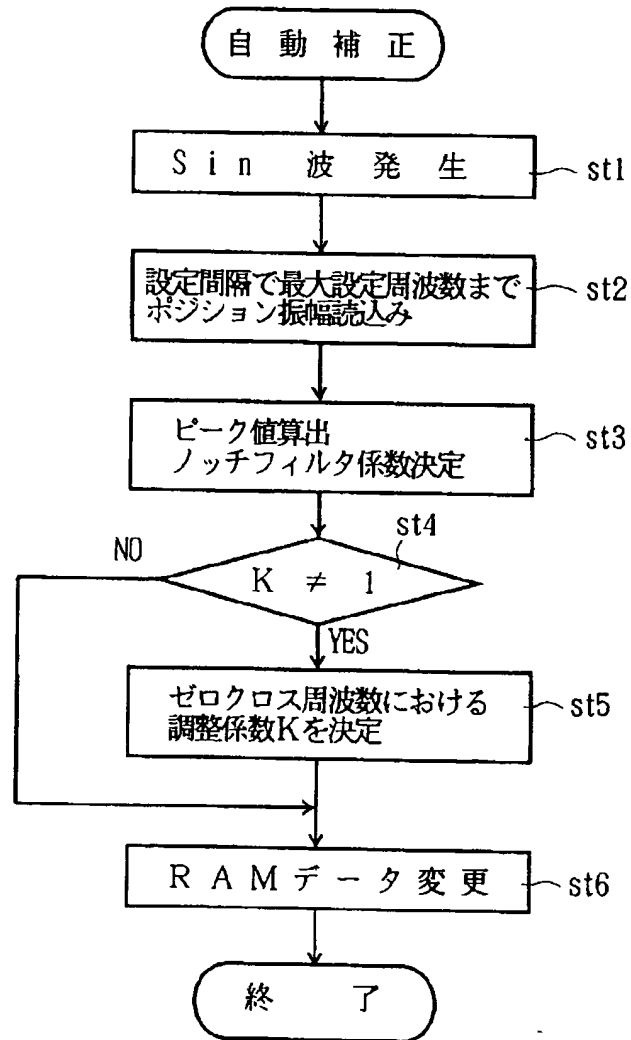 自動補正
Sin 波発生
st1
設定間隔で最大設定周波数まで
ポジション振幅読込み
st2
ピーク値算出
ノッチフィルタ係数決定
st3
st4
NO
K ≠ 1
YES
ゼロクロス周波数における
調整係数Kを決定
st5
RAMデータ変更
st6
終了